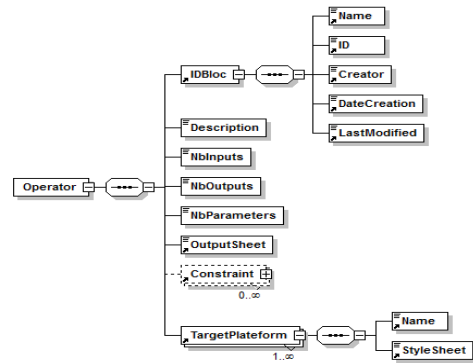 Name
ID
IDBloc
Creator
DateCreation
LastModified
Description
NbInputs
Operator
NbOutputs
NbParameters
OutputSheet
Constraint
0..∞
Name
TargetPlateform
StyleSheet
1..∞